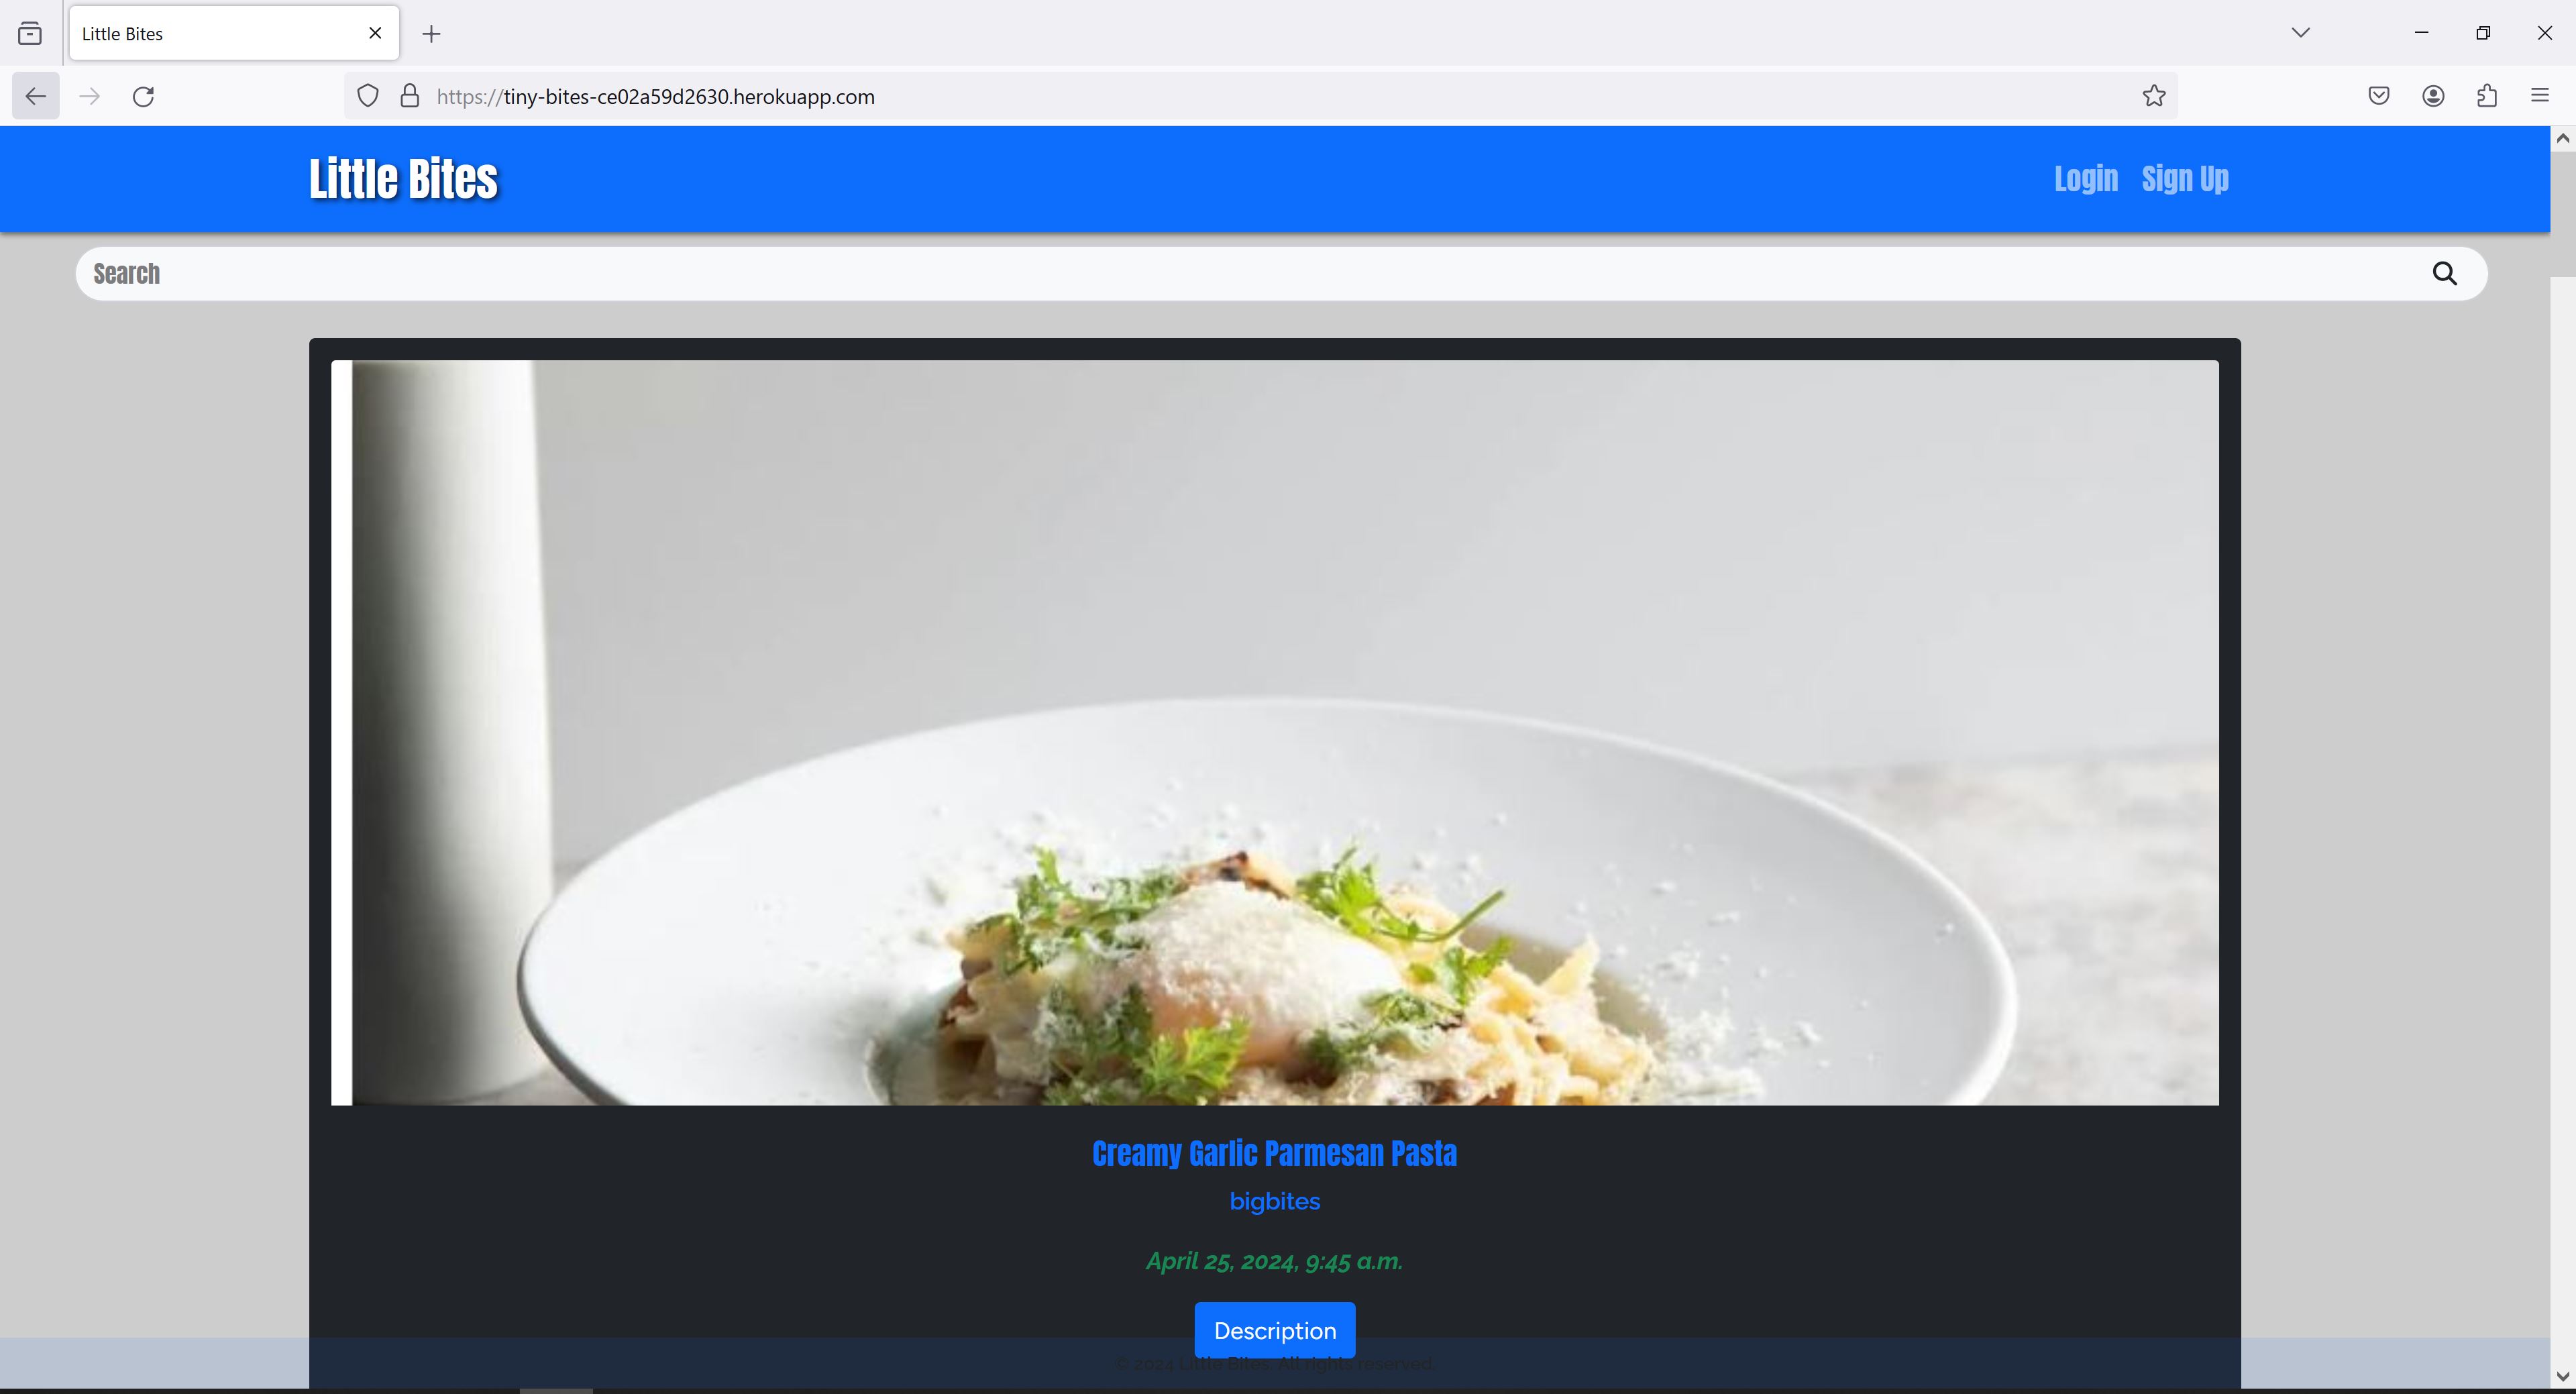 Little Bites
https://tiny-bites-ce02a59d2630.herokuapp.com
Little Bites
Login Sign Up
Search
Creamy Garlic Parmesan Pasta
bigbites
April 25, 2024, 9:45 a.m.
Description
© 2024 Little Bites. All rights reserved.